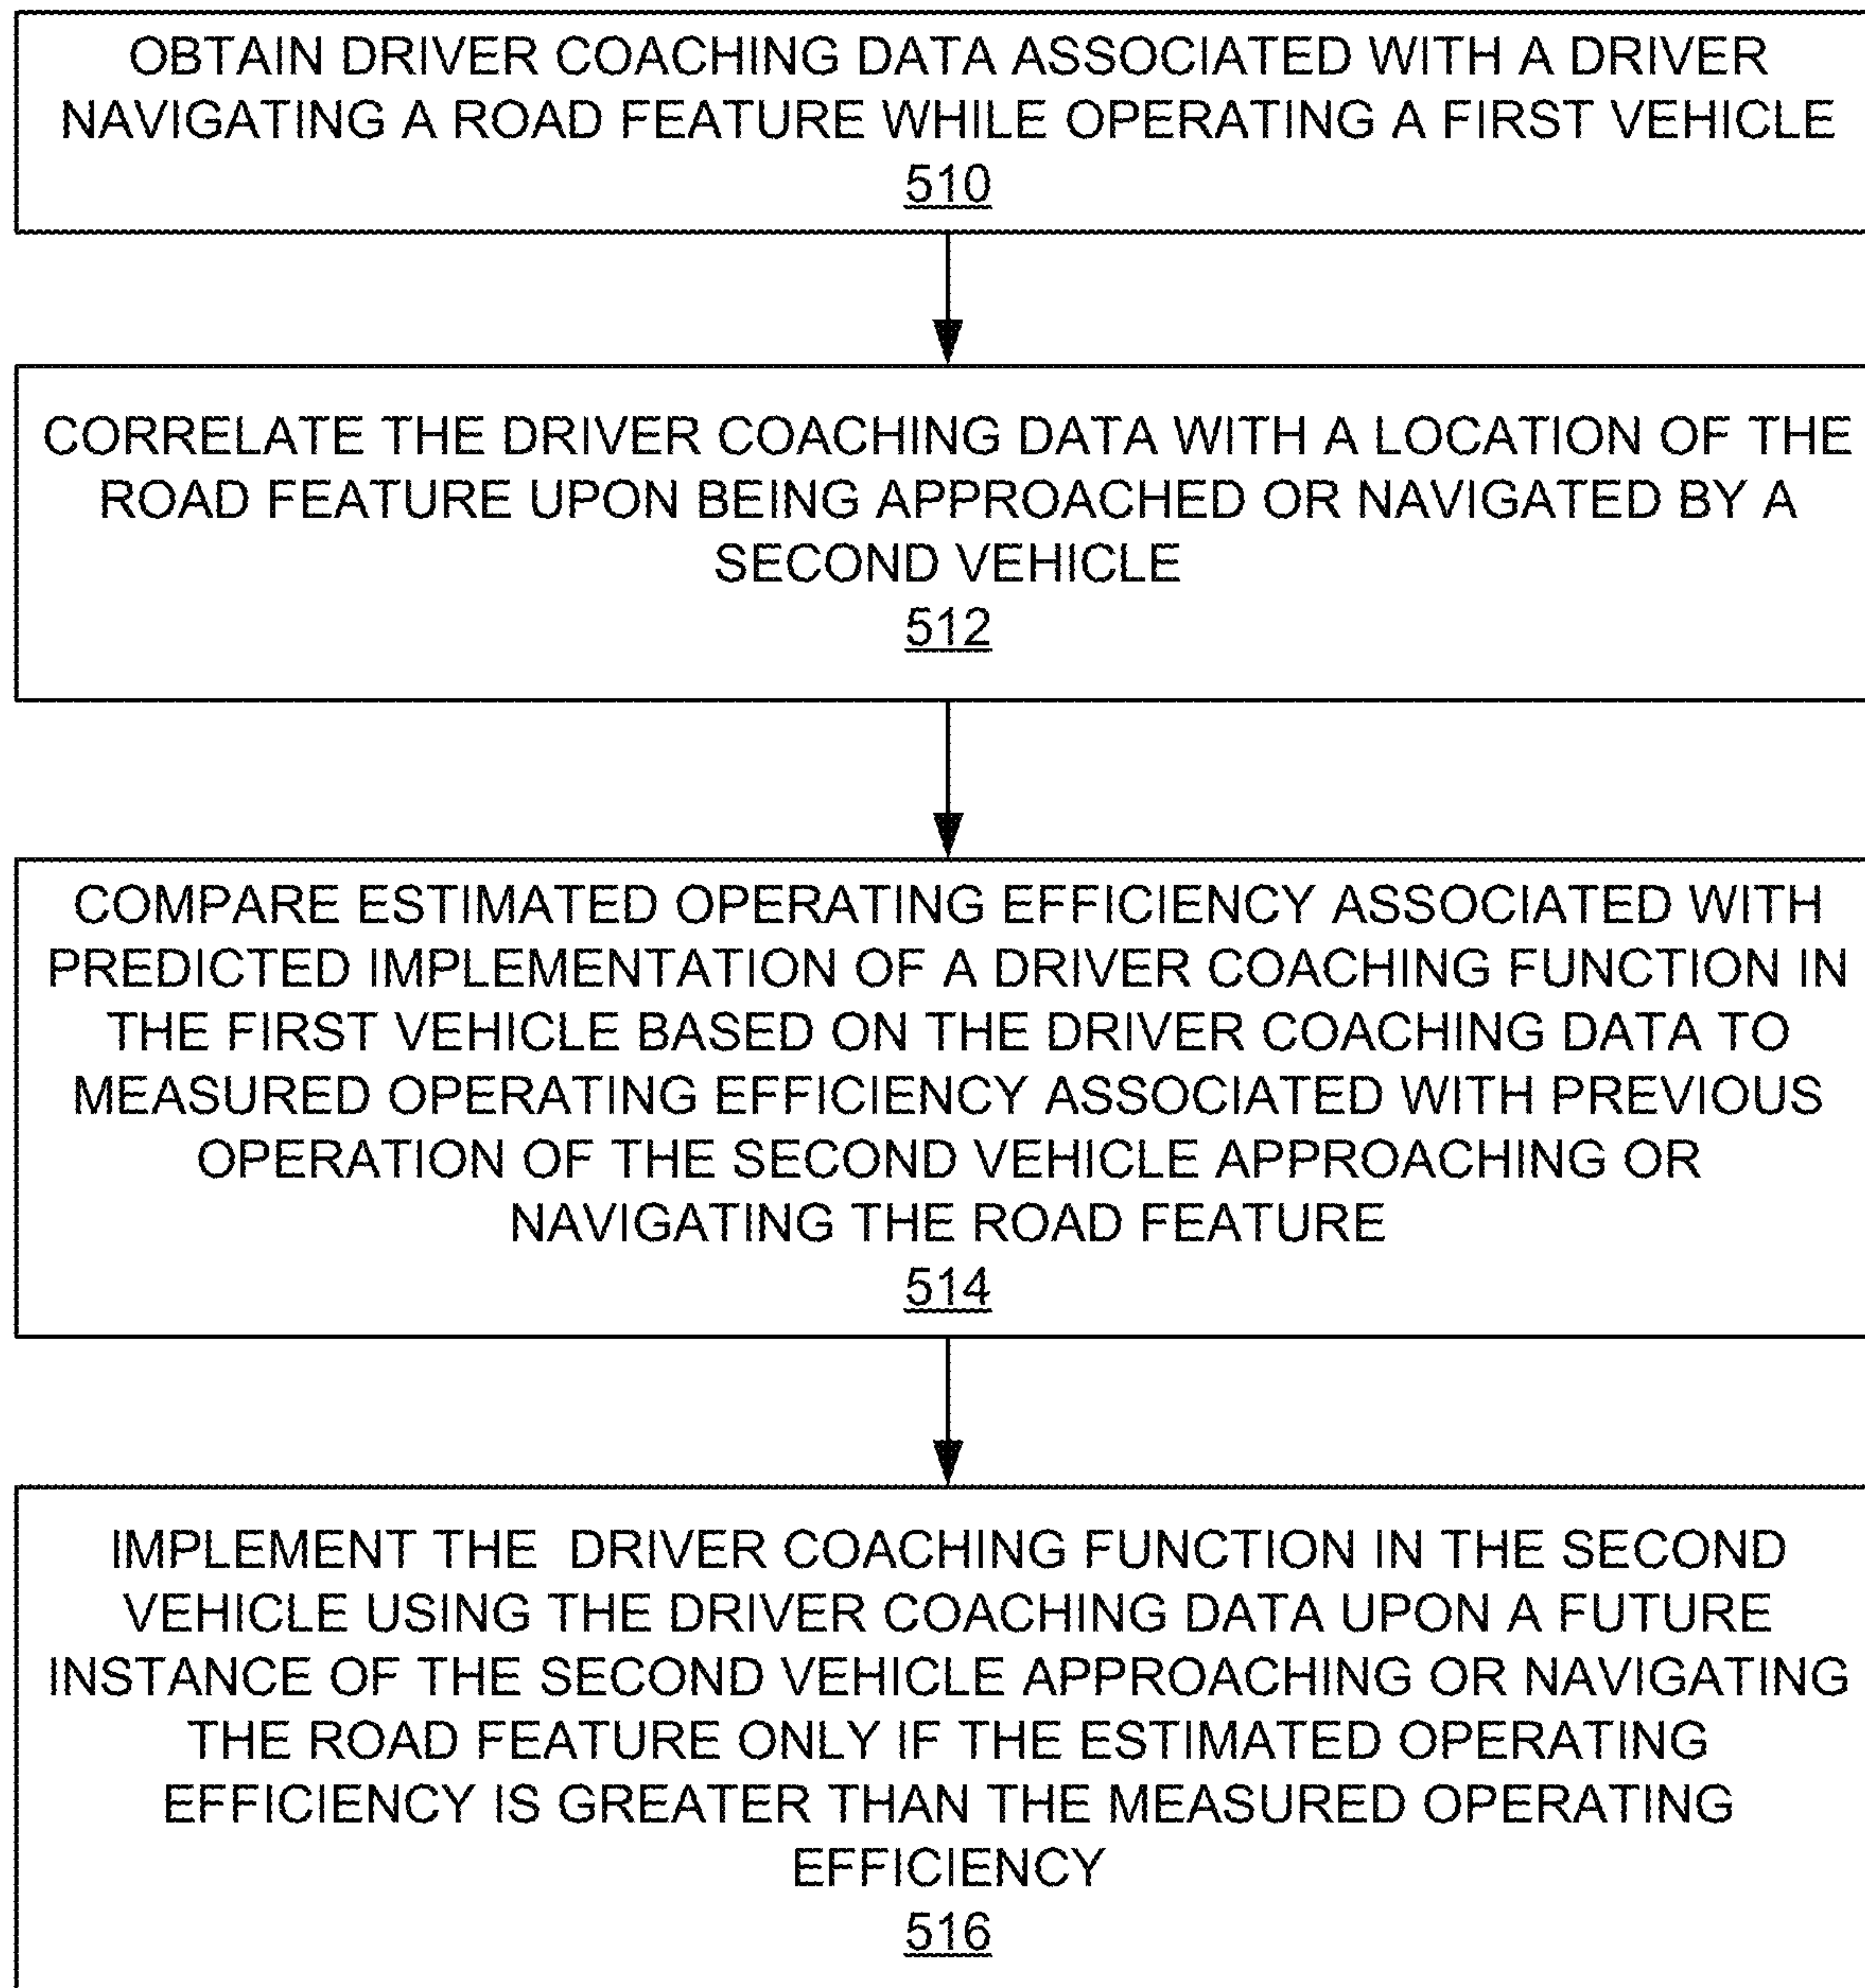 OBTAIN DRIVER COACHING DATA ASSOCIATED WITH A DRIVER
NAVIGATING A ROAD FEATURE WHILE OPERATING A FIRST VEHICLE
510
CORRELATE THE DRIVER COACHING DATA WITH A LOCATION OF THE
ROAD FEATURE UPON BEING APPROACHED OR NAVIGATED BY A
SECOND VEHICLE
512
COMPARE ESTIMATED OPERATING EFFICIENCY ASSOCIATED WITH
PREDICTED IMPLEMENTATION OF A DRIVER COACHING FUNCTION IN
THE FIRST VEHICLE BASED ON THE DRIVER COACHING DATA TO
MEASURED OPERATING EFFICIENCY ASSOCIATED WITH PREVIOUS
OPERATION OF THE SECOND VEHICLE APPROACHING OR
NAVIGATING THE ROAD FEATURE
514
IMPLEMENT THE DRIVER COACHING FUNCTION IN THE SECOND
VEHICLE USING THE DRIVER COACHING DATA UPON A FUTURE
INSTANCE OF THE SECOND VEHICLE APPROACHING OR NAVIGATING
THE ROAD FEATURE ONLY IF THE ESTIMATED OPERATING
EFFICIENCY IS GREATER THAN THE MEASURED OPERATING
EFFICIENCY
516